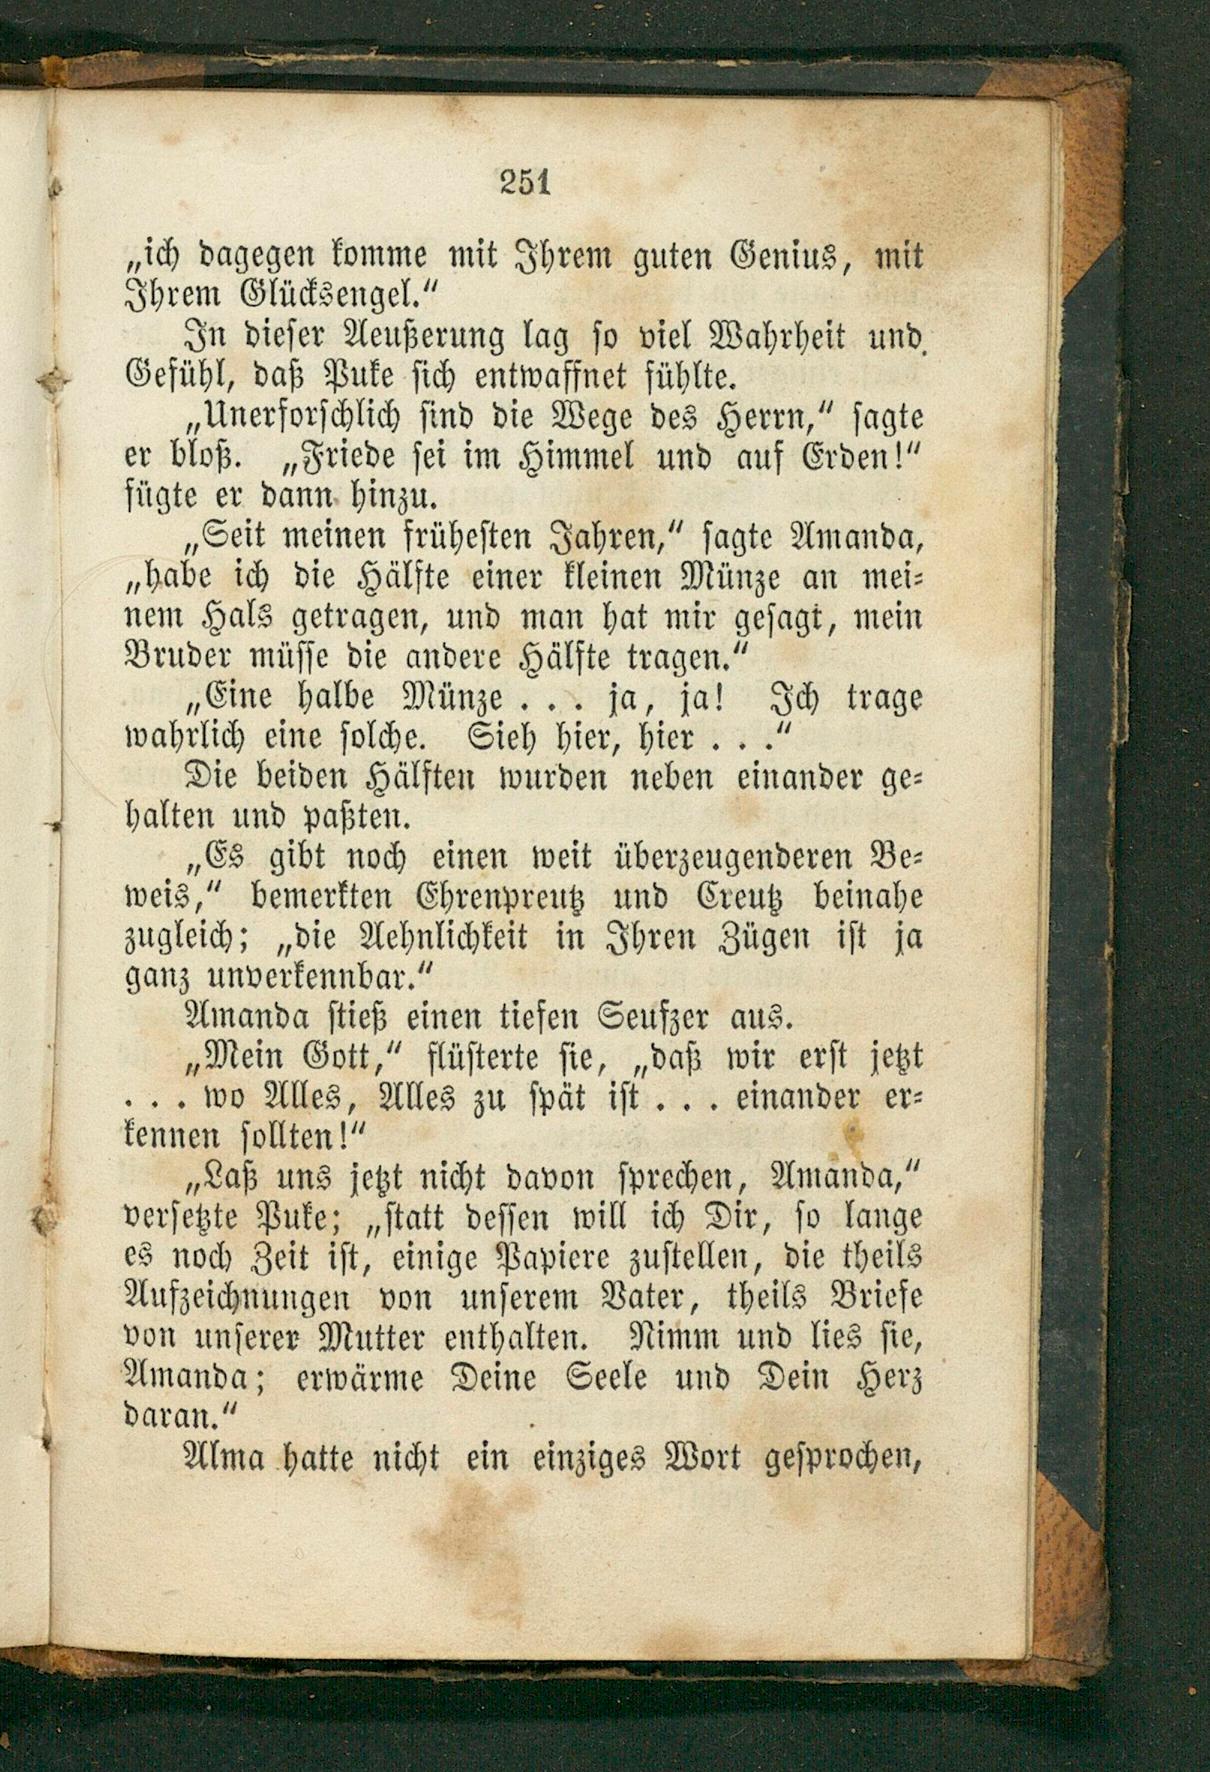 251
„ich dagegen komme mit Ihrem guten Genius, mit
Ihrem Glücksengel.“
In dieser Aeußerung lag so viel Wahrheit und
Gefühl, daß Puke sich entwaffnet fühlte.
„Unerforschlich sind die Wege des Herrn,“ sagte
er bloß. „Friede sei im Himmel und auf Erden!“
fügte er dann hinzu.
„Seit meinen frühesten Jahren,“ sagte Amanda,
„habe ich die Hälfte einer kleinen Münze an mei-
nem Hals getragen, und man hat mir gesagt, mein
Bruder müsse die andere Hälfte tragen.“
„Eine halbe Münze . . . ja, ja! Ich trage
wahrlich eine solche. Sieh hier, hier . . .“
Die beiden Hälften wurden neben einander ge-
halten und paßten.
„Es gibt noch einen weit überzeugenderen Be-
weis,“ bemerkten Ehrenpreutz und Creutz beinahe
zugleich; „die Aehnlichkeit in Ihren Zügen ist ja
ganz unverkennbar.“
Amanda stieß einen tiefen Seufzer aus.
„Mein Gott,“ flüsterte sie, „daß wir erst jetzt
. . . wo Alles, Alles zu spät ist . . . einander er-
kennen sollten!“
„Laß uns jetzt nicht davon sprechen, Amanda,“
versetzte Puke; „statt dessen will ich Dir, so lange
es noch Zeit ist, einige Papiere zustellen, die theils
Aufzeichnungen von unserem Vater, theils Briefe
von unserer Mutter enthalten. Nimm und lies sie,
Amanda; erwärme Deine Seele und Dein Herz
daran.“
Alma hatte nicht ein einziges Wort gesprochen,